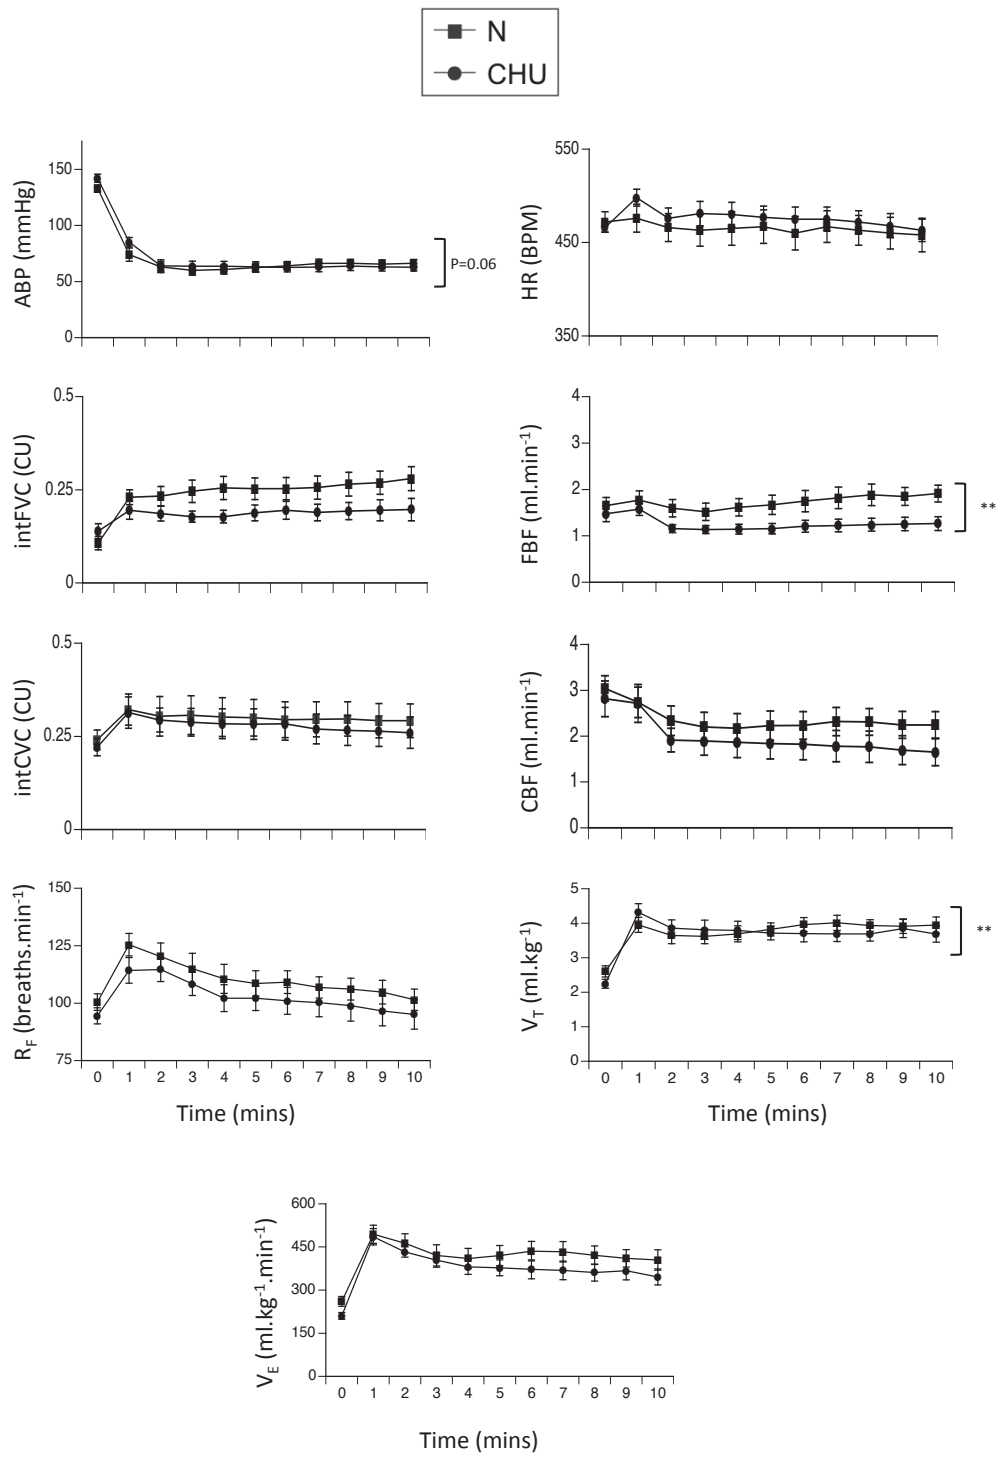 N
CHU
ABP (mmHg)
150
100
50
0
P=0.06
HR (BPM)
550
450
350
intFVC (CU)
0.5
0.25
0
FBF (ml.min-1)
4
3
2
1
0
**
intCVC (CU)
0.5
0.25
0
CBF (ml.min-1)
4
3
2
1
0
RF (breaths.min-1)
150
125
100
75
0 1 2 3 4 5 6 7 8 9 10
Time (mins)
VT (ml.kg-1)
5
4
3
2
1
0
**
0 1 2 3 4 5 6 7 8 9 10
Time (mins)
VE (ml.kg-1.min-1)
600
450
300
150
0
0 1 2 3 4 5 6 7 8 9 10
Time (mins)